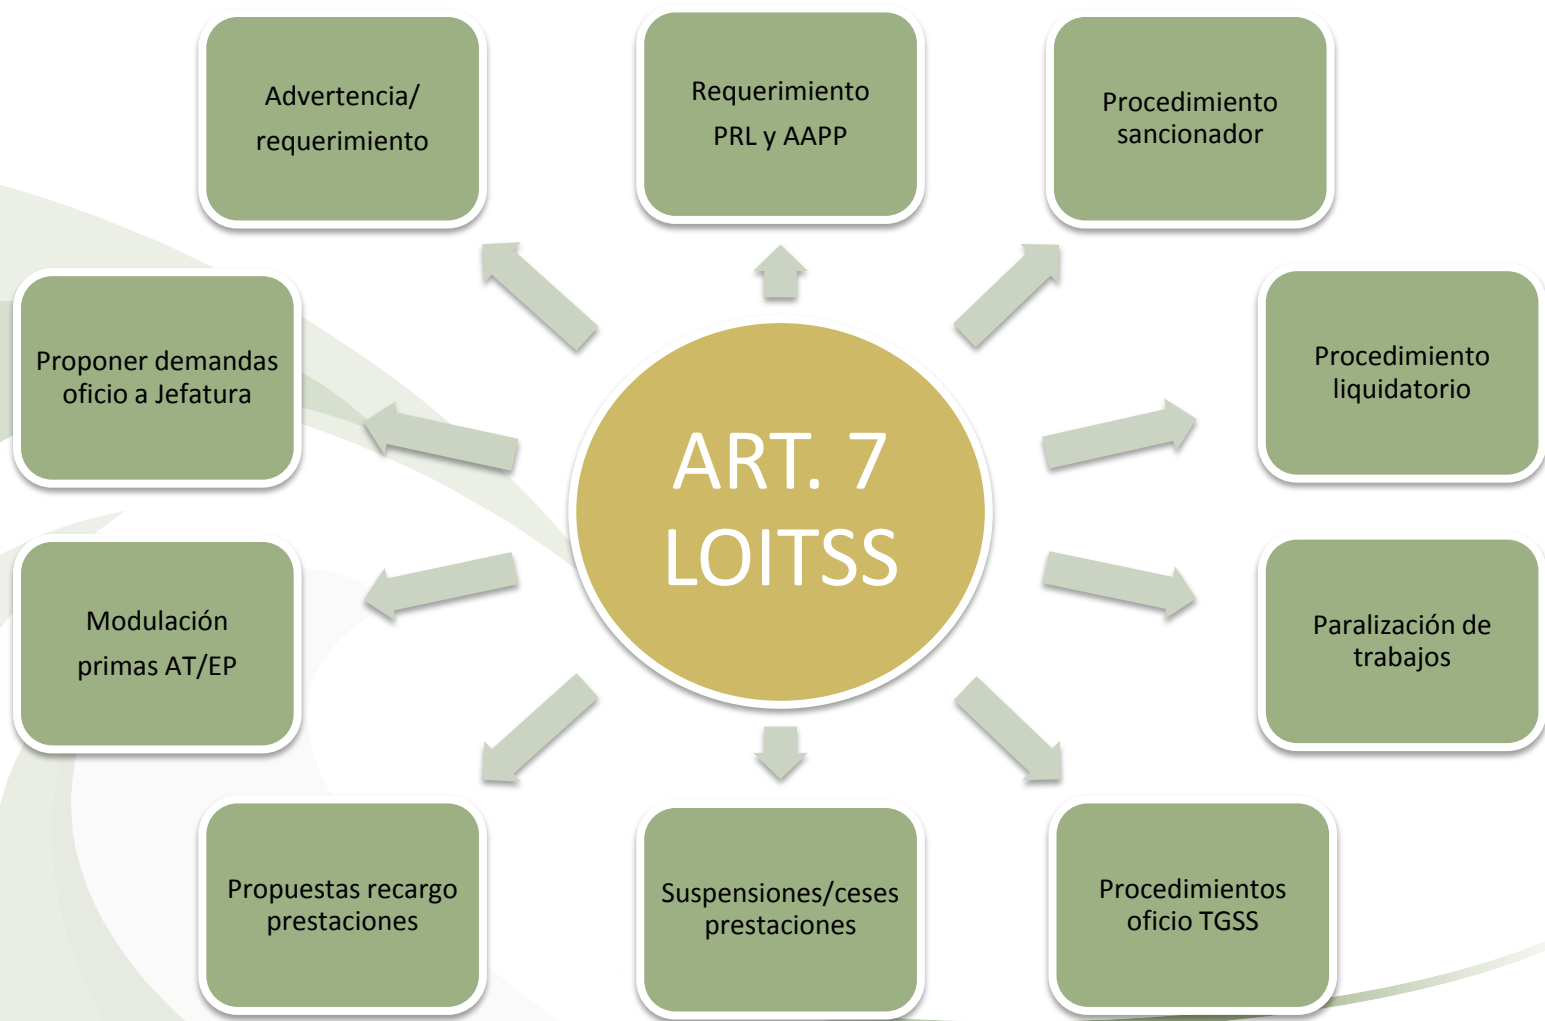 Advertencia/
requerimiento
Requerimiento
PRL y AAPP
Procedimiento
sancionador
Proponer demandas
oficio a Jefatura
Procedimiento
liquidatorio
ART. 7
LOITSS
Modulación
primas AT/EP
Paralización de
trabajos
Propuestas recargo
prestaciones
Suspensiones/ceses
prestaciones
Procedimientos
oficio TGSS